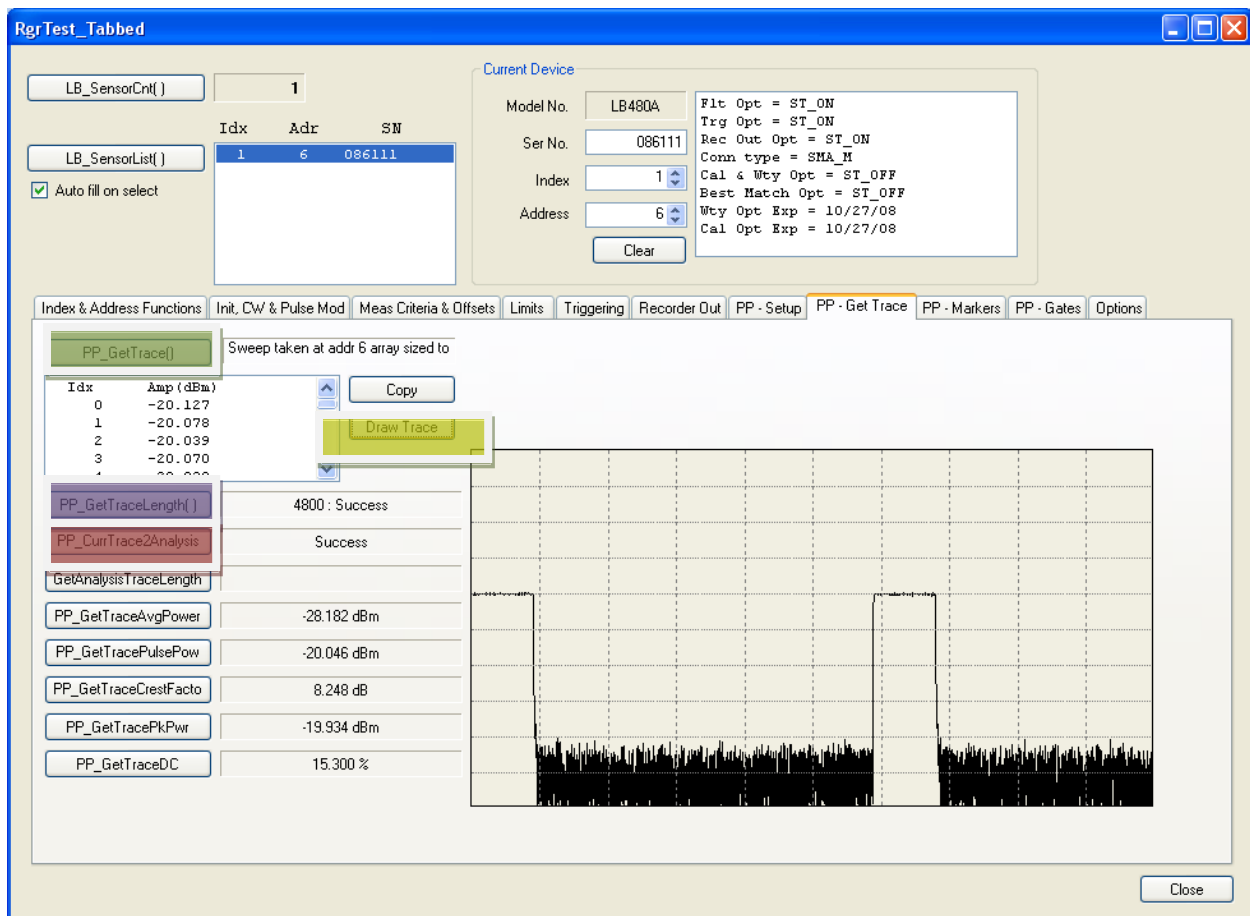 RgrTest_Tabbed
LB_SensorCnt( )
1
Idx Adr SN
LB_SensorList( )
1 6 086111
Auto fill on select
Current Device
Model No. LB480A
Ser No. 086111
Index 1
Address 6
Clear
Flt Opt = ST_ON
Trg Opt = ST_ON
Rec Out Opt = ST_ON
Conn type = SMA_M
Cal & Wty Opt = ST_OFF
Best Match Opt = ST_OFF
Wty Opt Exp = 10/27/08
Cal Opt Exp = 10/27/08
Index & Address Functions Init, CW & Pulse Mod Meas Criteria & Offsets Limits Triggering Recorder Out PP - Setup PP - Get Trace PP - Markers PP - Gates Options
PP_GetTrace() Sweep taken at addr 6 array sized to
Idx Amp(dBm)
0 -20.127
1 -20.078
2 -20.039
3 -20.070
Copy
Draw Trace
PP_GetTraceLength( ) 4800 : Success
PP_CurrTrace2Analysis Success
GetAnalysisTraceLength
PP_GetTraceAvgPower -28.182 dBm
PP_GetTracePulsePow -20.046 dBm
PP_GetTraceCrestFacto 8.248 dB
PP_GetTracePkPwr -19.934 dBm
PP_GetTraceDC 15.300 %
Close